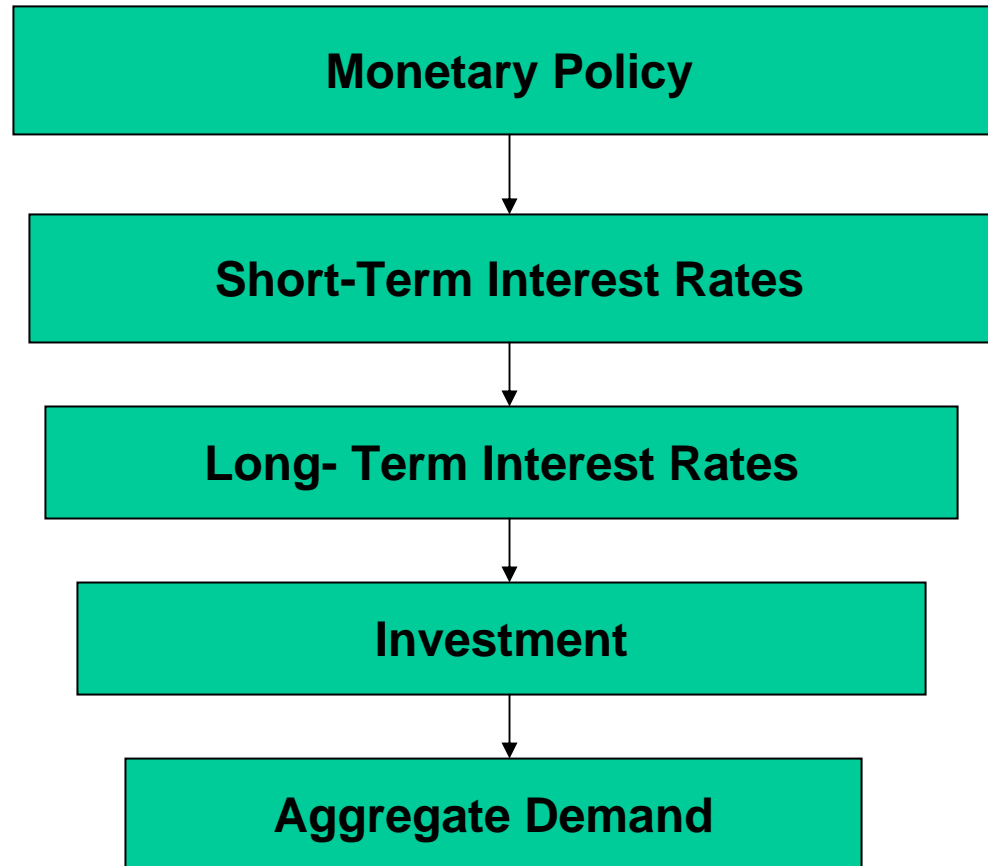 Monetary Policy
Short-Term Interest Rates
Long- Term Interest Rates
Investment
Aggregate Demand